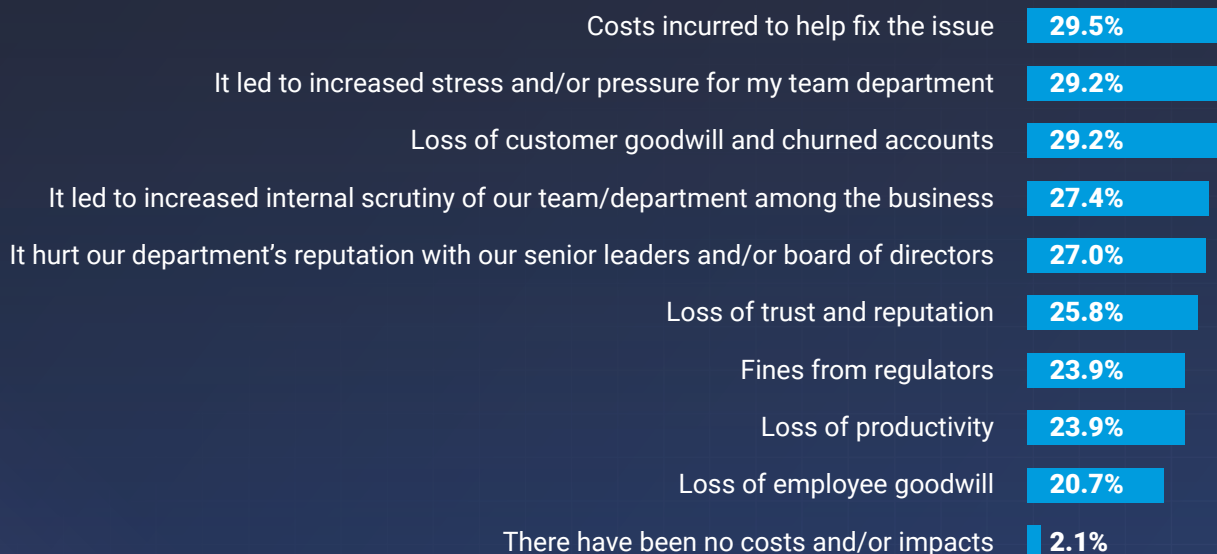 Costs incurred to help fix the issue 29.5%
It led to increased stress and/or pressure for my team department 29.2%
Loss of customer goodwill and churned accounts 29.2%
It led to increased internal scrutiny of our team/department among the business 27.4%
It hurt our department’s reputation with our senior leaders and/or board of directors 27.0%
Loss of trust and reputation 25.8%
Fines from regulators 23.9%
Loss of productivity 23.9%
Loss of employee goodwill 20.7%
There have been no costs and/or impacts 2.1%